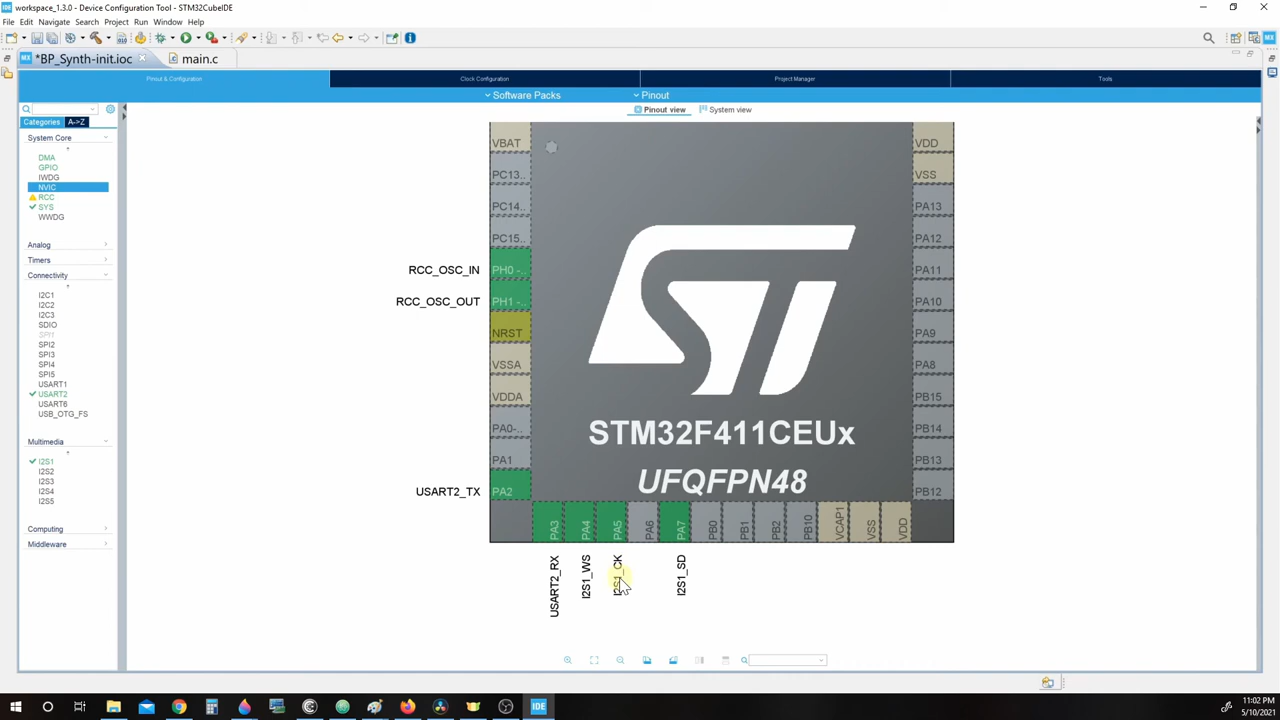 workspace_1.3.0 - Device Configuration Tool - STM32CubeIDE
File Edit Navigate Search Project Run Window Help
*BP_Synth-init.ioc
main.c
Pinout & Configuration
Clock Configuration
Project Manager
Tools
Software Packs
Pinout
Pinout view
System view
Categories
A->Z
System Core
DMA
GPIO
IWDG
NVIC
RCC
SYS
WWDG
Analog
Timers
Connectivity
I2C1
I2C2
I2C3
SDIO
SPI1
SPI2
SPI3
SPI4
SPI5
USART1
USART2
USART6
USB_OTG_FS
Multimedia
I2S1
I2S2
I2S3
I2S4
I2S5
Computing
Middleware
VBAT
PC13..
PC14..
PC15..
RCC_OSC_IN
PH0 -..
RCC_OSC_OUT
PH1 -..
NRST
VSSA
VDDA
PA0-..
PA1
USART2_TX
PA2
VDD
VSS
PA13
PA12
PA11
PA10
PA9
PA8
PB15
PB14
PB13
PB12
ST
STM32F411CEUx
UFQFPN48
PA3
PA4
PA5
PA6
PA7
PB0
PB1
PB2
PB10
VCAP1
VSS
VDD
USART2_RX
I2S1_WS
I2S1_CK
I2S1_SD
MX
IDE
11:02 PM
5/10/2021